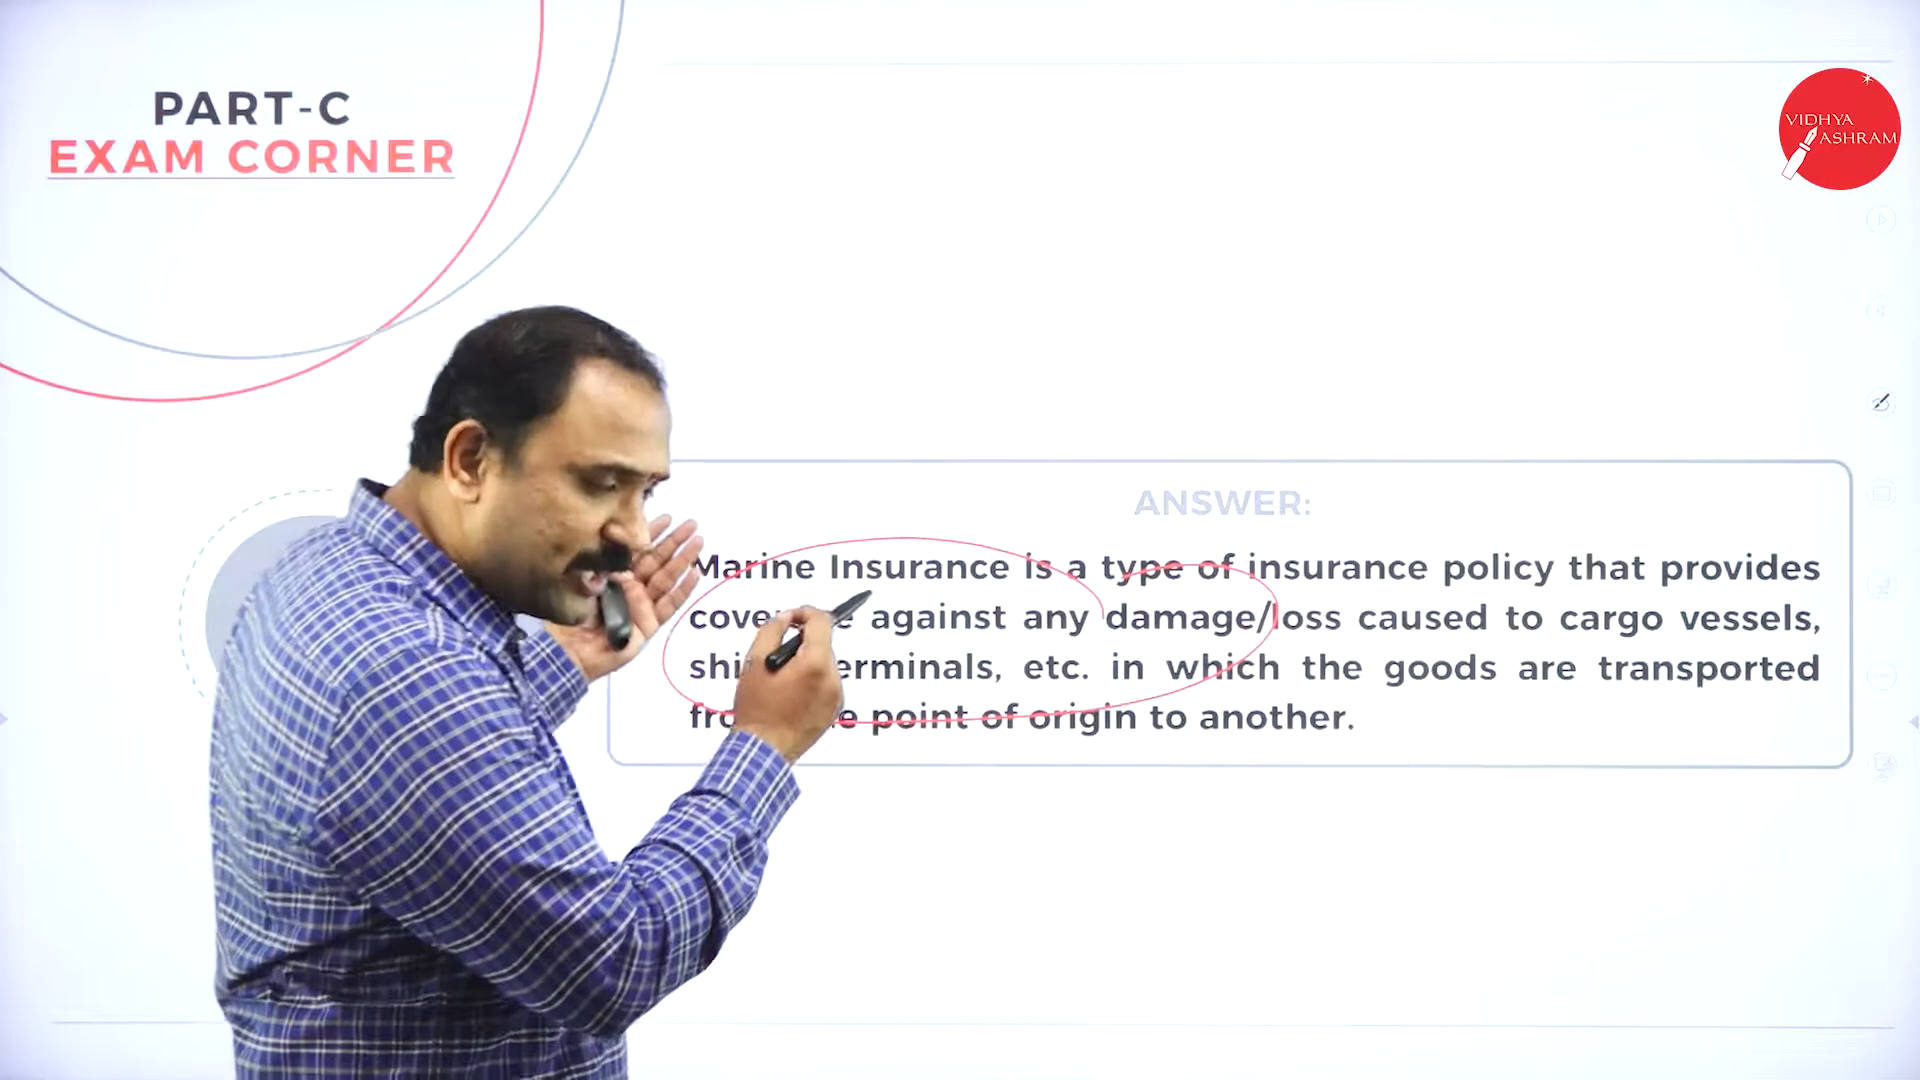 PART-C
EXAM CORNER
VIDHYA
ASHRAM
ANSWER:
Marine Insurance is a type of insurance policy that provides
against any damage/loss caused to cargo vessels,
etc. in which the goods are transported
point of origin to another.